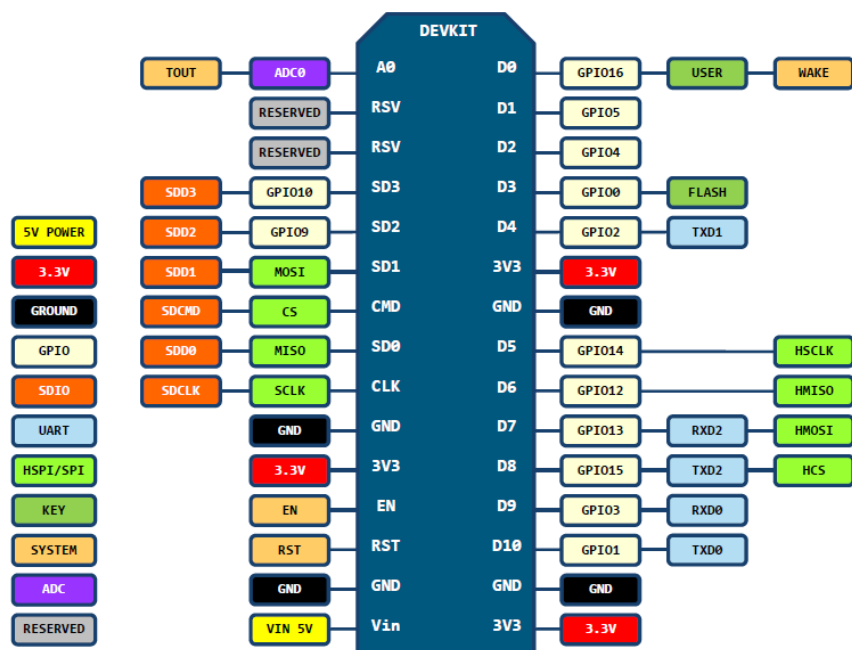 DEVKIT
TOUT ADC0 A0 D0 GPIO16 USER WAKE
RESERVED RSV D1 GPIO5
RESERVED RSV D2 GPIO4
SDD3 GPIO10 SD3 D3 GPIO0 FLASH
5V POWER SDD2 GPIO9 SD2 D4 GPIO2 TXD1
3.3V SDD1 MOSI SD1 3V3 3.3V
GROUND SDCMD CS CMD GND GND
GPIO SDD0 MISO SD0 D5 GPIO14 HSCLK
SDIO SDCLK SCLK CLK D6 GPIO12 HMISO
UART GND GND D7 GPIO13 RXD2 HMOSI
HSPI/SPI 3.3V 3V3 D8 GPIO15 TXD2 HCS
KEY EN EN D9 GPIO3 RXD0
SYSTEM RST RST D10 GPIO1 TXD0
ADC GND GND GND GND
RESERVED VIN 5V Vin 3V3 3.3V